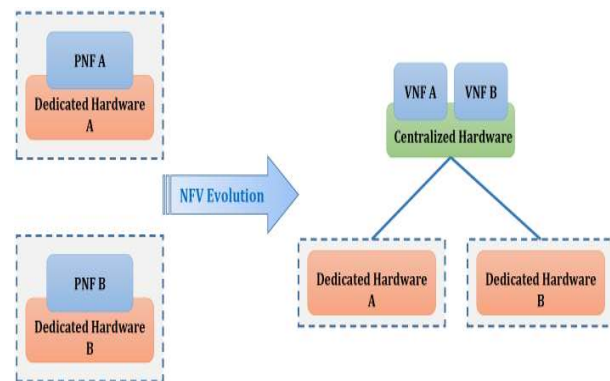 PNF A
Dedicated Hardware
A
PNF B
Dedicated Hardware
B
NFV Evolution
VNF A
VNF B
Centralized Hardware
Dedicated Hardware
A
Dedicated Hardware
B